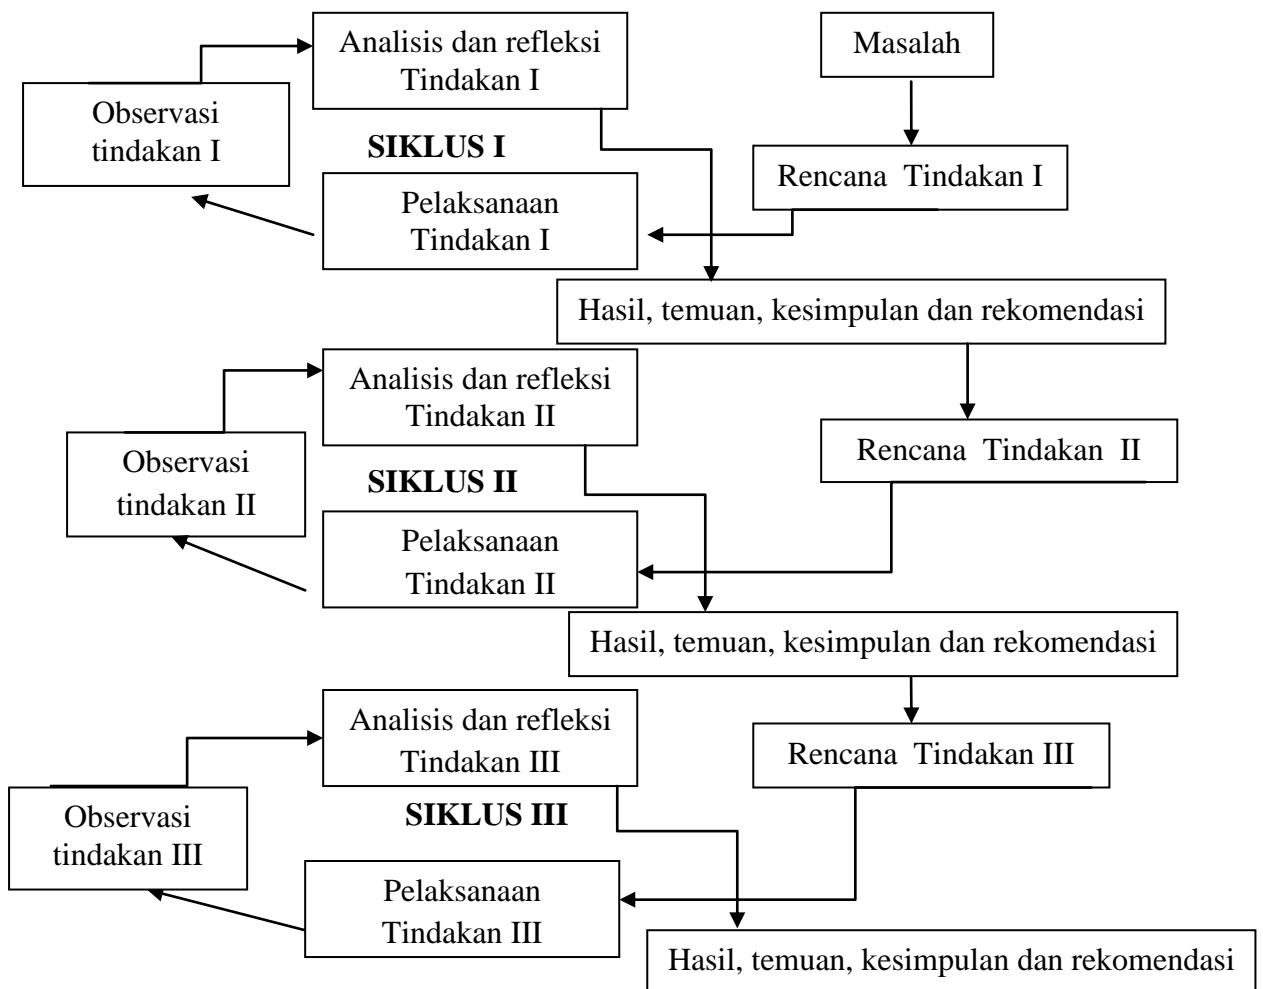 Analisis dan refleksi
Tindakan I
Masalah
Observasi
tindakan I
SIKLUS I
Rencana Tindakan I
Pelaksanaan
Tindakan I
Hasil, temuan, kesimpulan dan rekomendasi
Analisis dan refleksi
Tindakan II
Rencana Tindakan II
Observasi
tindakan II
SIKLUS II
Pelaksanaan
Tindakan II
Hasil, temuan, kesimpulan dan rekomendasi
Analisis dan refleksi
Tindakan III
Rencana Tindakan III
Observasi
tindakan III
SIKLUS III
Pelaksanaan
Tindakan III
Hasil, temuan, kesimpulan dan rekomendasi